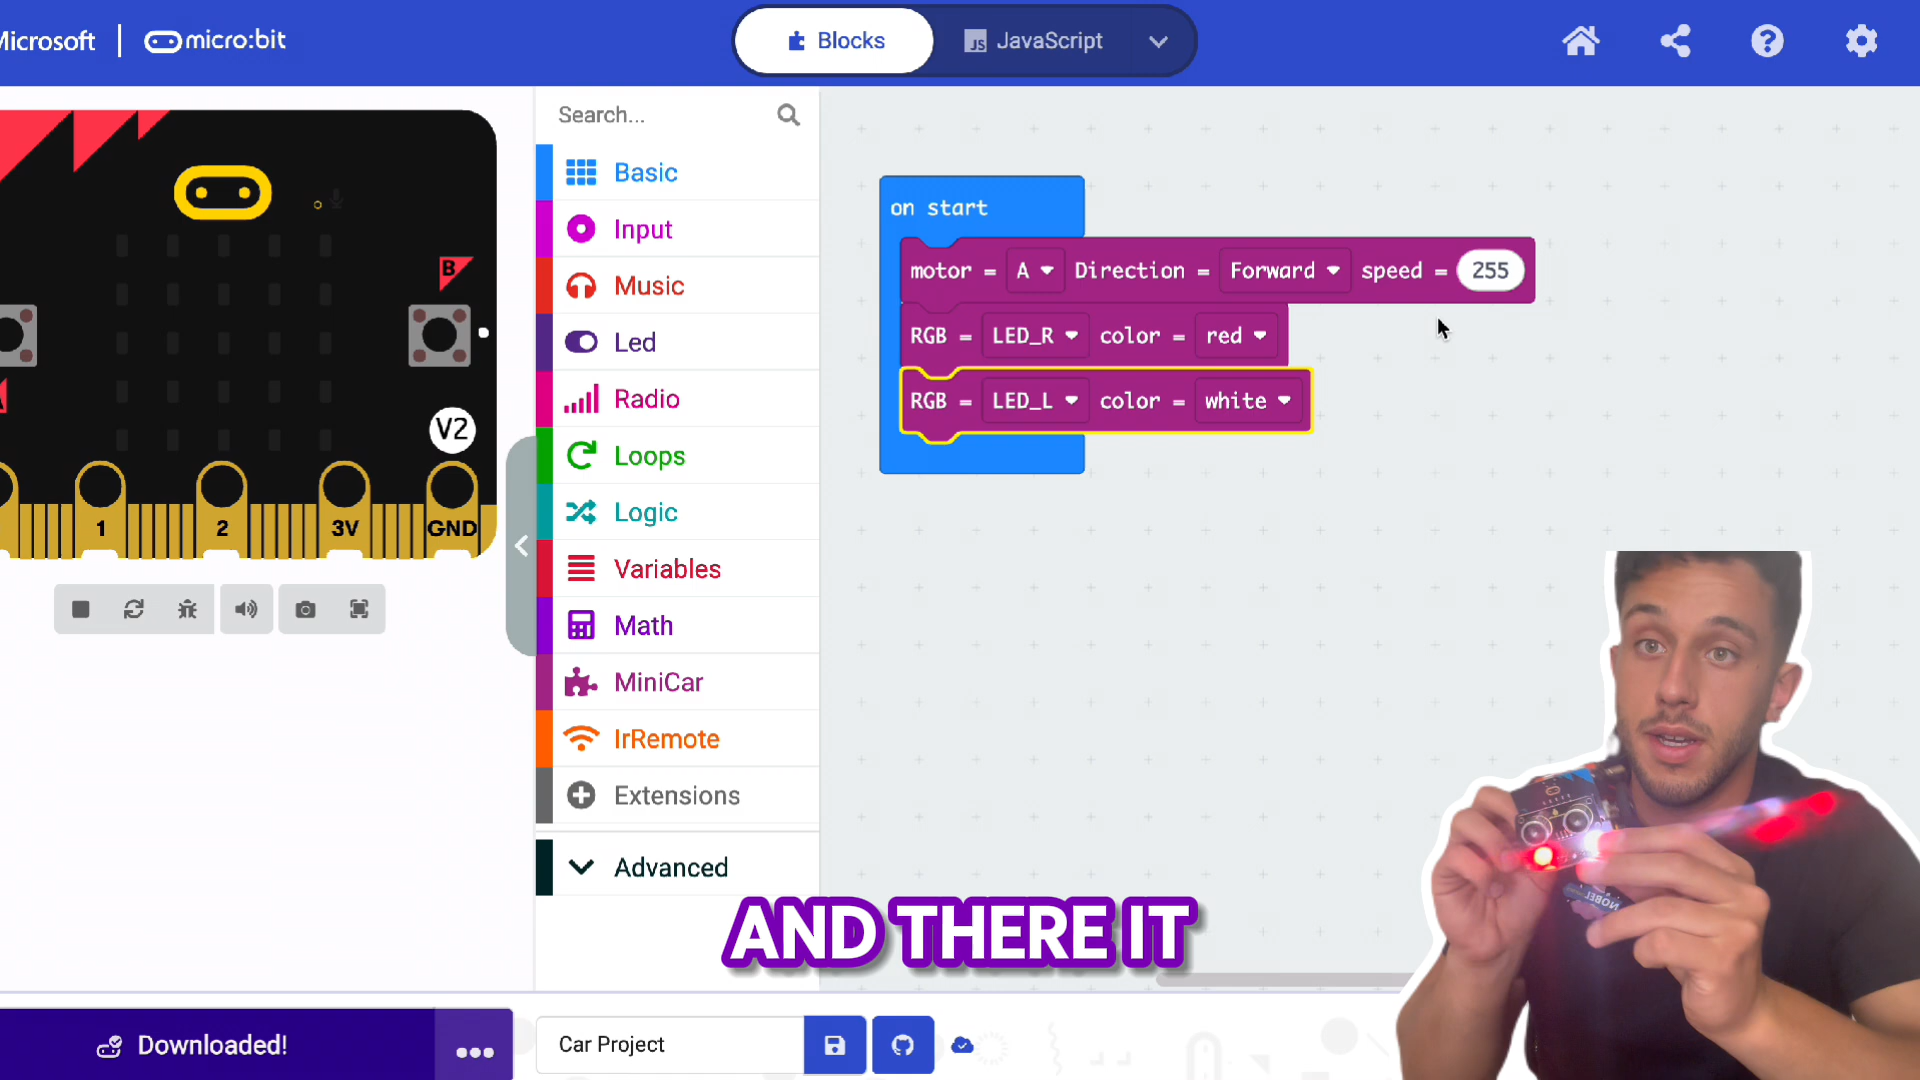 Microsoft
micro:bit
Blocks
JS JavaScript
Search...
Basic
Input
Music
Led
Radio
Loops
Logic
Variables
Math
MiniCar
IrRemote
Extensions
Advanced
B
V2
1
2
3V
GND
on start
motor = A Direction = Forward speed = 255
RGB = LED_R color = red
RGB = LED_L color = white
NOBEL
AND THERE IT
Downloaded!
Car Project